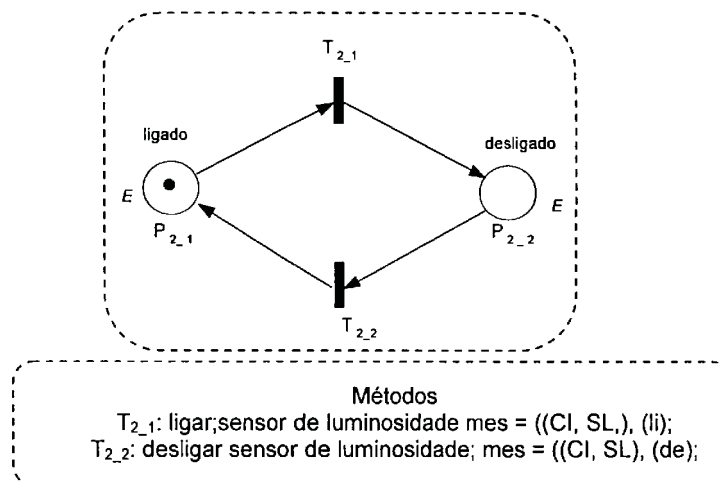 T2_1
ligado
desligado
E
E
P2_1
P2_2
T2_2
Métodos
T2_1: ligar;sensor de luminosidade mes = ((CI, SL,), (li);
T2_2: desligar sensor de luminosidade; mes = ((CI, SL), (de);